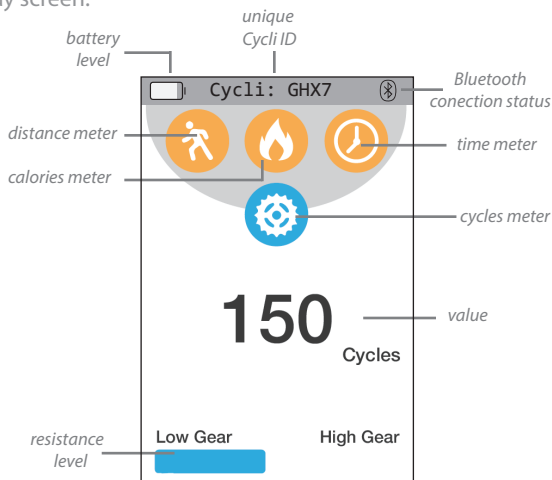 y screen.
unique
Cycli ID
battery
level
Cycli: GHX7
Bluetooth
conection status
distance meter
time meter
calories meter
cycles meter
150
value
Cycles
resistance
level
Low Gear
High Gear